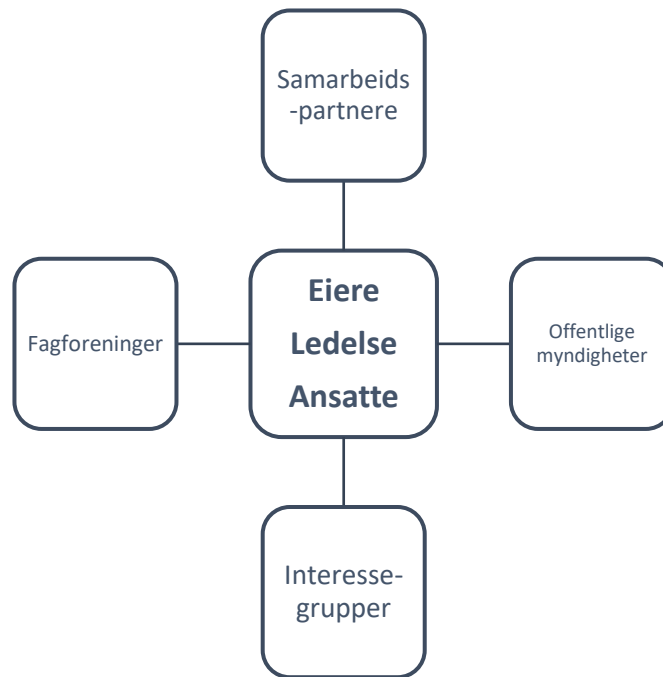 Samarbeids
-partnere
Fagforeninger
Eiere
Ledelse
Ansatte
Offentlige
myndigheter
Interesse-
grupper